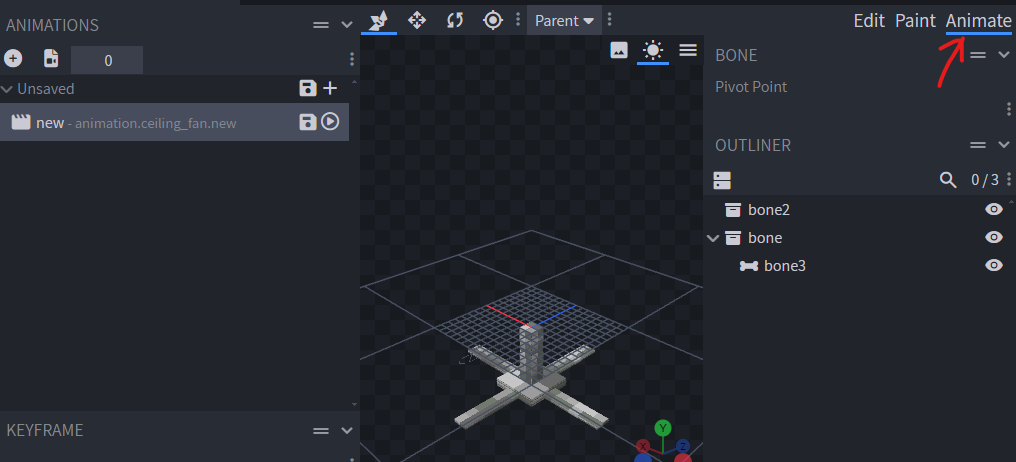 ANIMATIONS
0
Unsaved
new - animation.ceiling_fan.new
KEYFRAME
Parent
Edit Paint Animate
BONE
Pivot Point
OUTLINER
0 / 3
bone2
bone
bone3
Y
X
Z